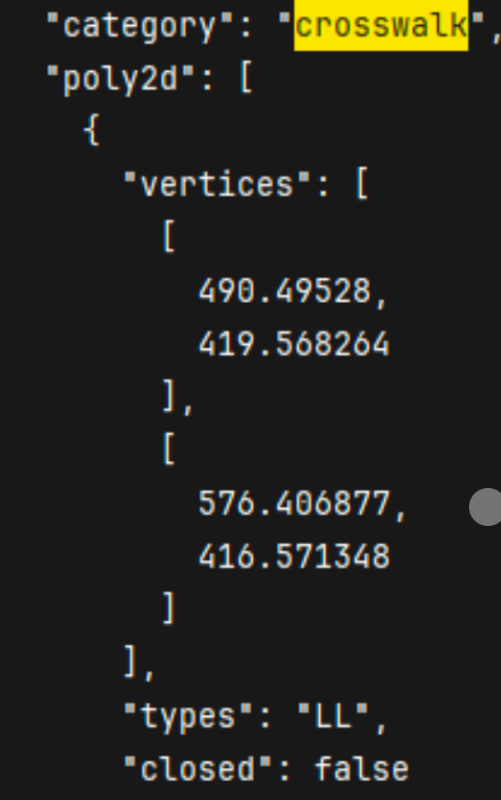 "category": "crosswalk",
"poly2d": [
{
"vertices": [
[
490.49528,
419.568264
],
[
576.406877,
416.571348
]
],
"types": "LL",
"closed": false